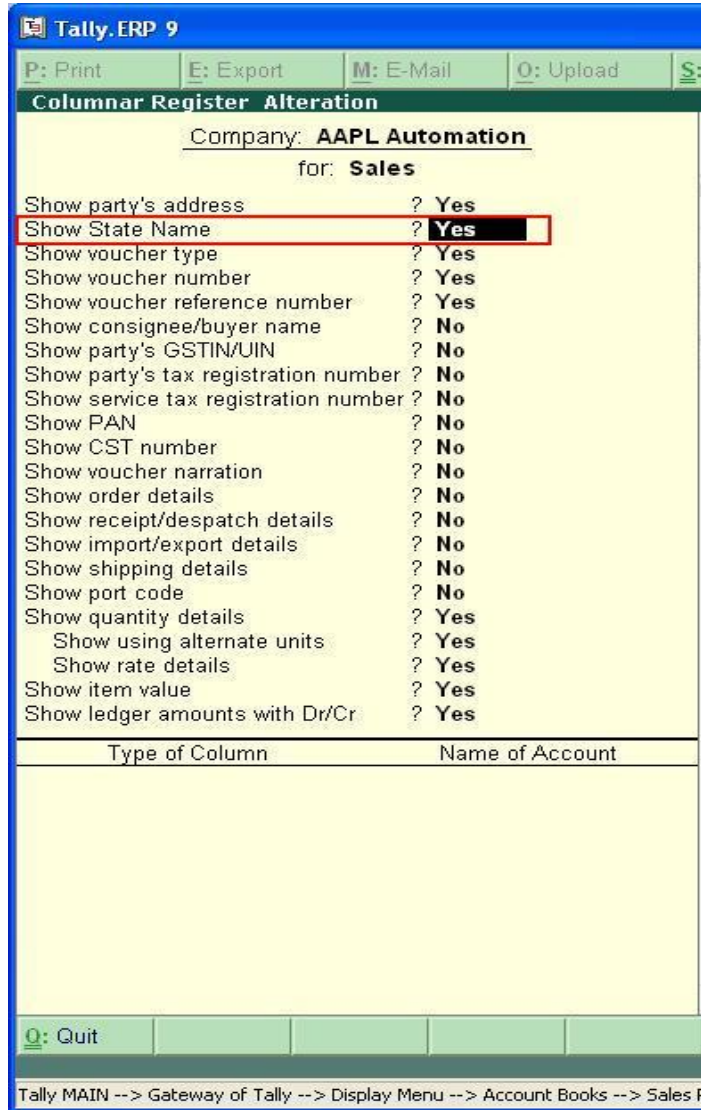 Tally.ERP 9
P: Print E: Export M: E-Mail O: Upload S:
Columnar Register Alteration
Company: AAPL Automation
for: Sales
Show party's address ? Yes
Show State Name ? Yes
Show voucher type ? Yes
Show voucher number ? Yes
Show voucher reference number ? Yes
Show consignee/buyer name ? No
Show party's GSTIN/UIN ? No
Show party's tax registration number ? No
Show service tax registration number ? No
Show PAN ? No
Show CST number ? No
Show voucher narration ? No
Show order details ? No
Show receipt/despatch details ? No
Show import/export details ? No
Show shipping details ? No
Show port code ? No
Show quantity details ? Yes
Show using alternate units ? Yes
Show rate details ? Yes
Show item value ? Yes
Show ledger amounts with Dr/Cr ? Yes
Type of Column Name of Account
Q: Quit
Tally MAIN --> Gateway of Tally --> Display Menu --> Account Books --> Sales